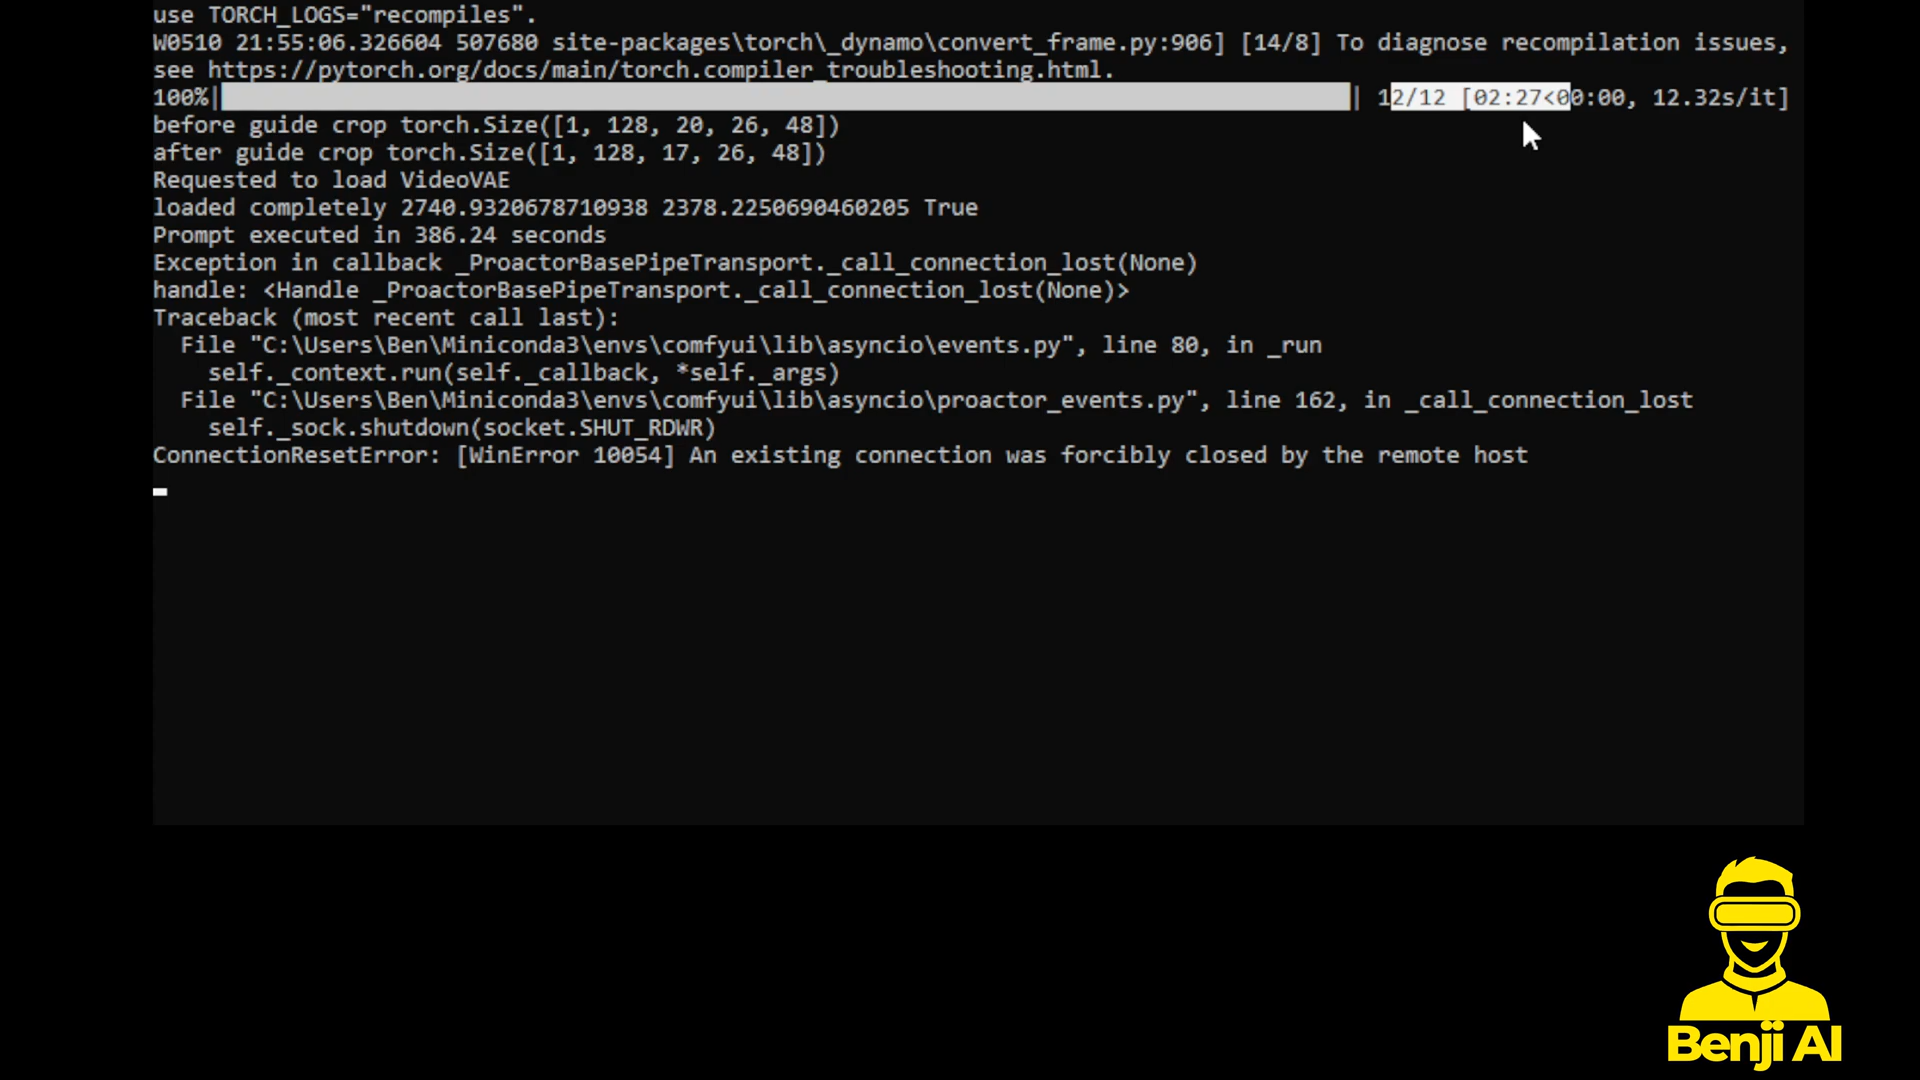 use TORCH_LOGS="recompiles".
W0510 21:55:06.326604 507680 site-packages\torch\_dynamo\convert_frame.py:906] [14/8] To diagnose recompilation issues,
see https://pytorch.org/docs/main/torch.compiler_troubleshooting.html.
100%| | 12/12 [02:27<00:00, 12.32s/it]
before guide crop torch.Size([1, 128, 20, 26, 48])
after guide crop torch.Size([1, 128, 17, 26, 48])
Requested to load VideoVAE
loaded completely 2740.9320678710938 2378.2250690460205 True
Prompt executed in 386.24 seconds
Exception in callback _ProactorBasePipeTransport._call_connection_lost(None)
handle: <Handle _ProactorBasePipeTransport._call_connection_lost(None)>
Traceback (most recent call last):
  File "C:\Users\Ben\Miniconda3\envs\comfyui\lib\asyncio\events.py", line 80, in _run
    self._context.run(self._callback, *self._args)
  File "C:\Users\Ben\Miniconda3\envs\comfyui\lib\asyncio\proactor_events.py", line 162, in _call_connection_lost
    self._sock.shutdown(socket.SHUT_RDWR)
ConnectionResetError: [WinError 10054] An existing connection was forcibly closed by the remote host
Benji AI